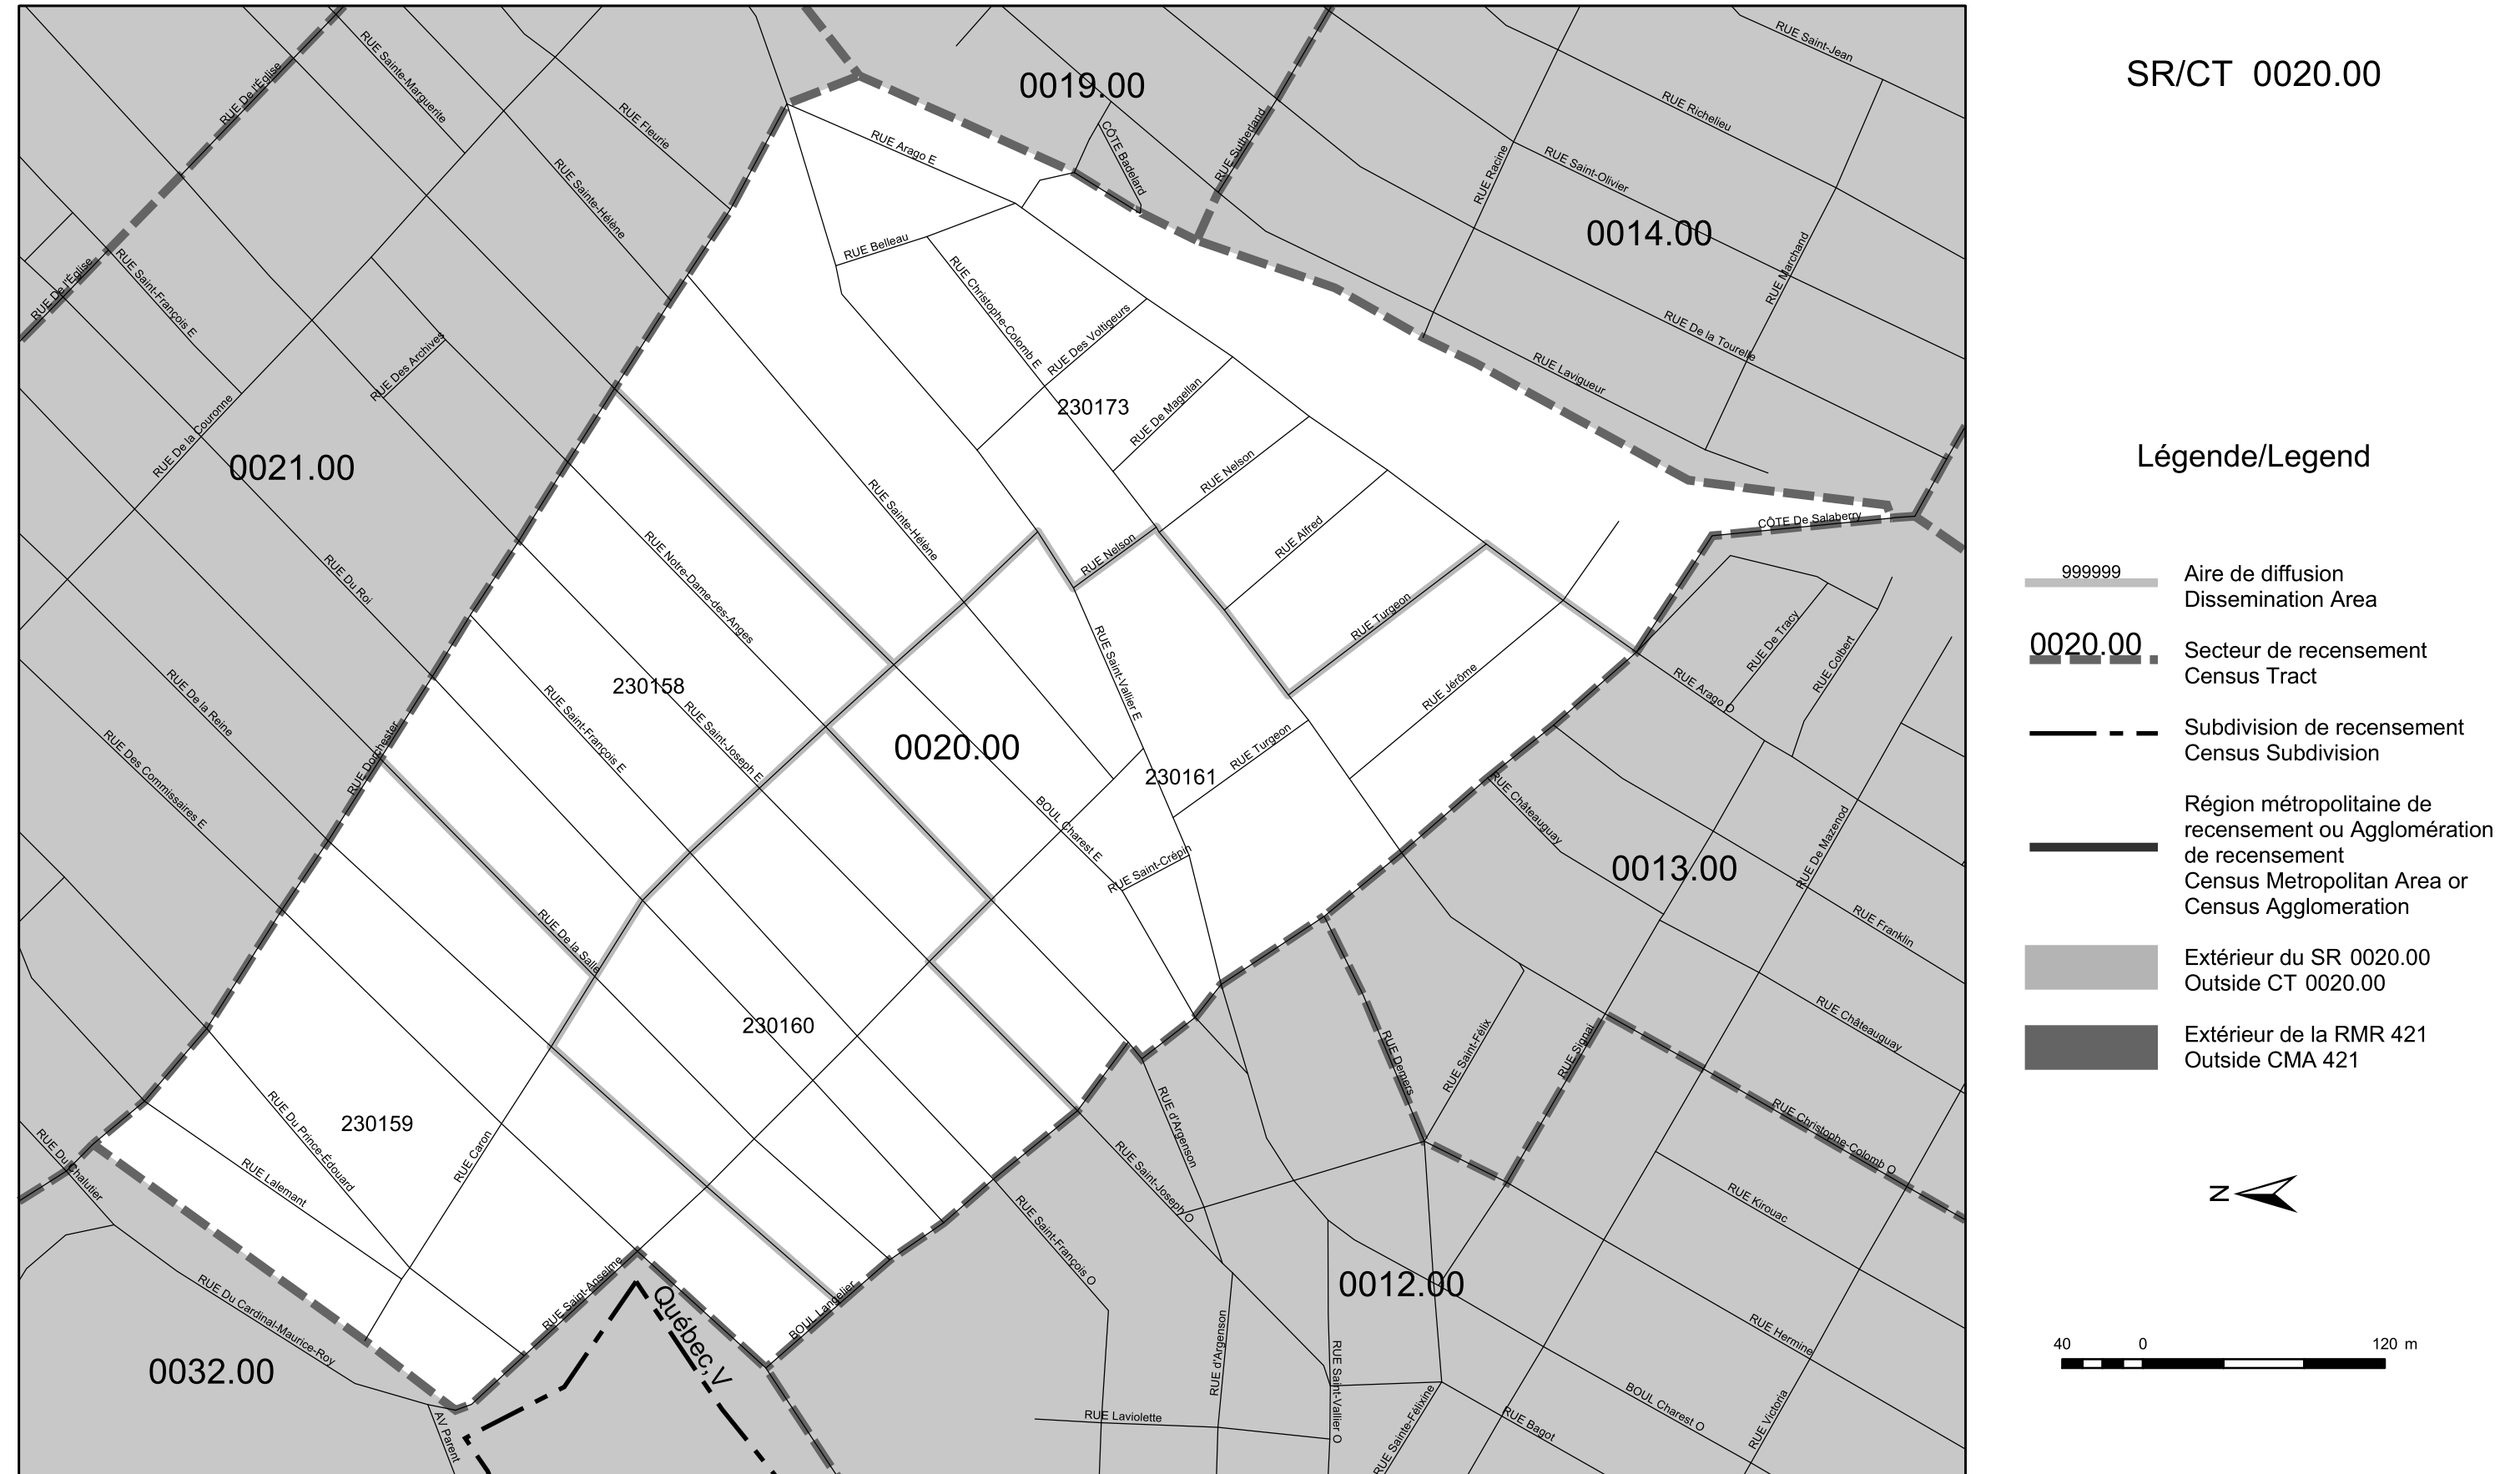 SR/CT 0020.00
Légende/Legend
999999
Aire de diffusion
Dissemination Area
0020.00
Secteur de recensement
Census Tract
Subdivision de recensement
Census Subdivision
Région métropolitaine de
recensement ou Agglomération
de recensement
Census Metropolitan Area or
Census Agglomeration
Extérieur du SR 0020.00
Outside CT 0020.00
Extérieur de la RMR 421
Outside CMA 421
N
40 0 120 m
0019.00
0014.00
0021.00
0020.00
0013.00
0012.00
0032.00
230173
230158
230161
230160
230159
Québec,V
RUE De l'Église
RUE Sainte-Marguerite
RUE Fleurie
RUE Sainte-Hélène
RUE Arago E
CÔTE Badelard
RUE Sutherland
RUE Racine
RUE Saint-Jean
RUE Richelieu
RUE Saint-Olivier
RUE Marchand
RUE De la Tourelle
RUE Lavigueur
RUE De l'Église
RUE Saint-François E
RUE Des Archives
RUE De la Couronne
RUE Belleau
RUE Christophe-Colomb E
RUE Des Voltigeurs
RUE De Magellan
RUE Nelson
RUE Nelson
RUE Alfred
RUE Turgeon
RUE Turgeon
RUE Jérôme
CÔTE De Salaberry
RUE De Tracy
RUE Colbert
RUE Arago O
RUE Du Roi
RUE De la Reine
RUE Des Commissaires E
RUE Dorchester
RUE Sainte-Hélène
RUE Notre-Dame-des-Anges
RUE Saint-Joseph E
RUE Saint-François E
RUE Saint-Vallier E
BOUL Charest E
RUE Saint-Crépin
RUE De la Salle
RUE Châteauguay
RUE De Mazenod
RUE Franklin
RUE Châteauguay
RUE Christophe-Colomb O
RUE Signai
RUE Saint-Félix
RUE Demers
RUE d'Argenson
RUE Saint-Joseph O
RUE Saint-François O
RUE Kirouac
RUE Hermine
BOUL Charest O
RUE Victoria
RUE Bagot
RUE Sainte-Félixine
RUE Saint-Vallier O
RUE d'Argenson
RUE Laviolette
BOUL Langelier
RUE Saint-Anselme
RUE Caron
RUE Du Prince-Édouard
RUE Lalemant
RUE Du Chalutier
RUE Du Cardinal-Maurice-Roy
AV Parent